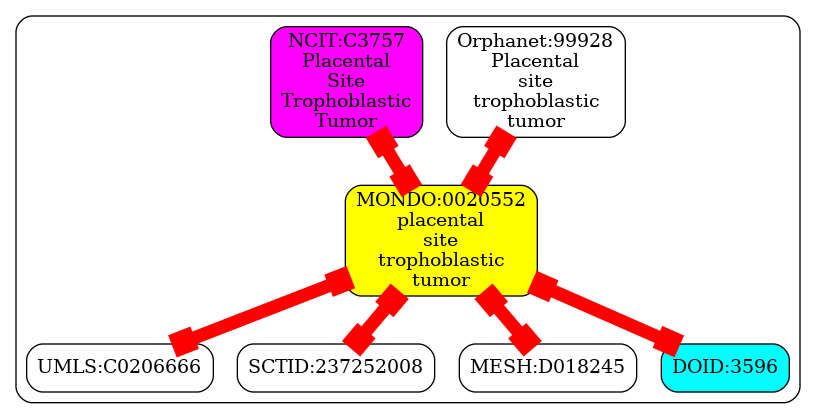 NCIT:C3757
Placental
Site
Trophoblastic
Tumor
Orphanet:99928
Placental
site
trophoblastic
tumor
MONDO:0020552
placental
site
trophoblastic
tumor
UMLS:C0206666
SCTID:237252008
MESH:D018245
DOID:3596